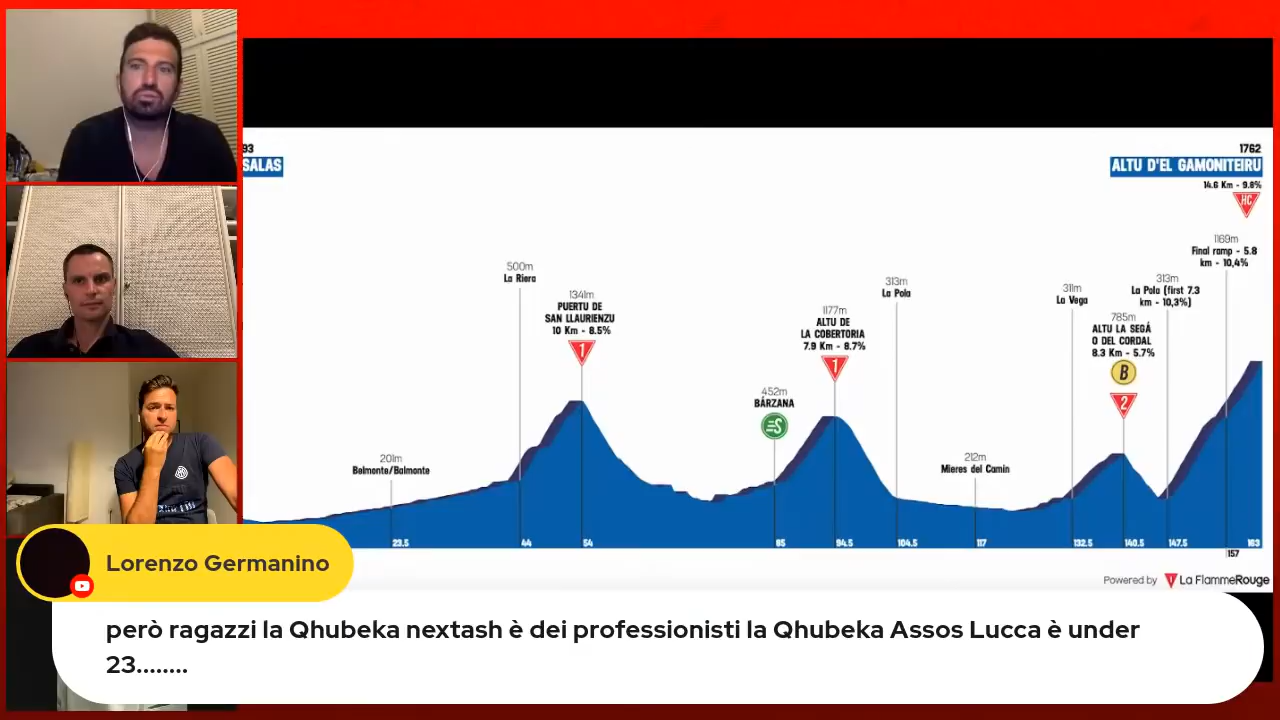 93
SALAS
1762
ALTU D'EL GAMONITEIRU
14.6 Km - 9.8%
HC
1169m
Final ramp - 5.8
km - 10,4%
500m
La Riera
313m
La Pola
311m
La Vega
313m
La Pola (first 7.3
km - 10,3%)
1341m
PUERTU DE
SAN LLAURIENZU
10 Km - 8.5%
1
1177m
ALTU DE
LA COBERTORIA
7.9 Km - 8.7%
1
785m
ALTU LA SEGÁ
O DEL CORDAL
8.3 Km - 5.7%
B
2
452m
BÁRZANA
S
201m
Belmonte/Balmonte
212m
Mieres del Camin
23.5
44
54
85
94.5
104.5
117
132.5
140.5
147.5
157
163
Powered by La FlammeRouge
Lorenzo Germanino
però ragazzi la Qhubeka nextash è dei professionisti la Qhubeka Assos Lucca è under
23........